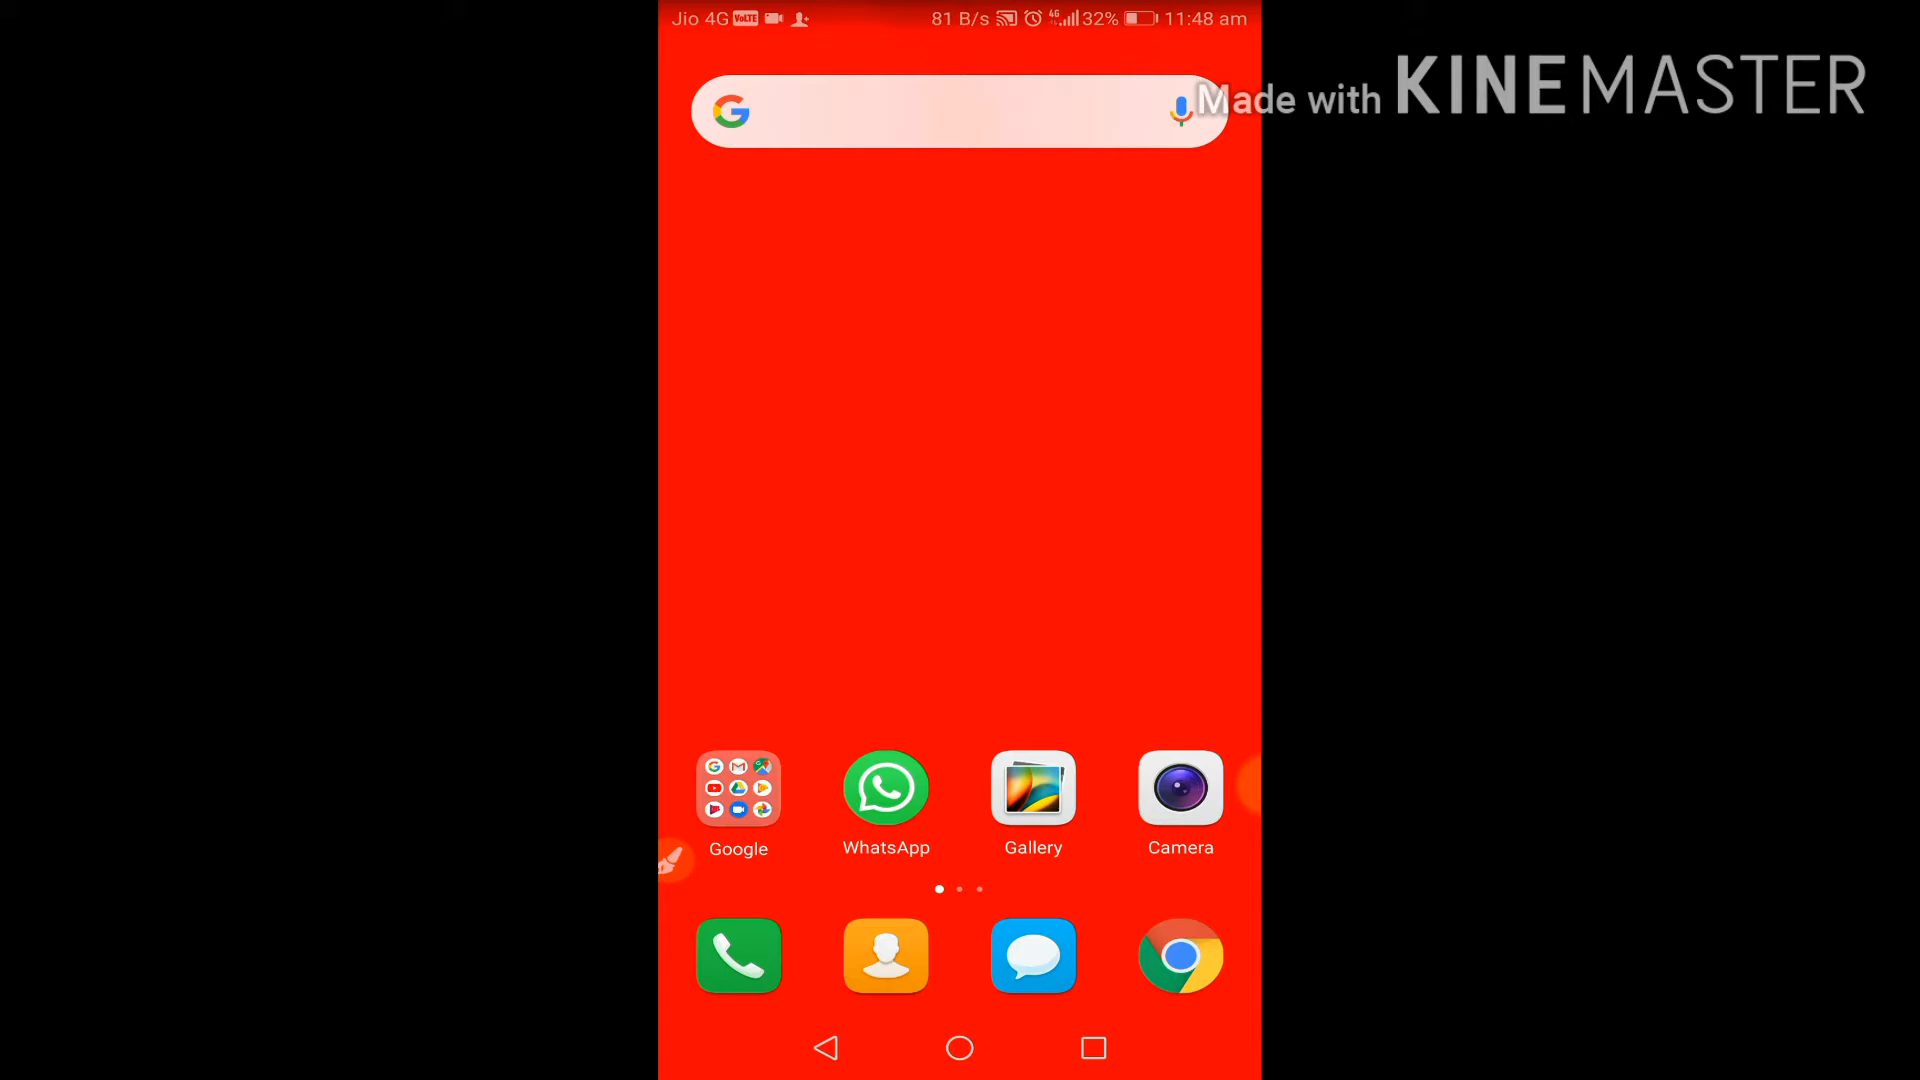 Jio 4G VoLTE 81 B/s 4G 32% 11:48 am
Made with KINEMASTER
Google WhatsApp Gallery Camera